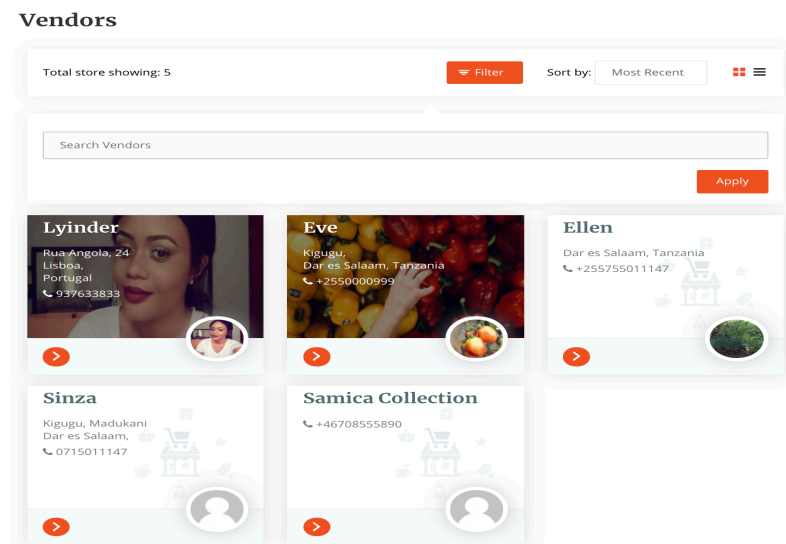 Vendors
Total store showing: 5
Filter
Sort by: Most Recent
Search Vendors
Apply
Lyinder
Rua Angola, 24
Lisboa,
Portugal
937633833
Eve
Kigugu,
Dar es Salaam, Tanzania
+2550000999
Ellen
Dar es Salaam, Tanzania
+255755011147
Sinza
Kigugu, Madukani
Dar es Salaam,
0715011147
Samica Collection
+46708555890